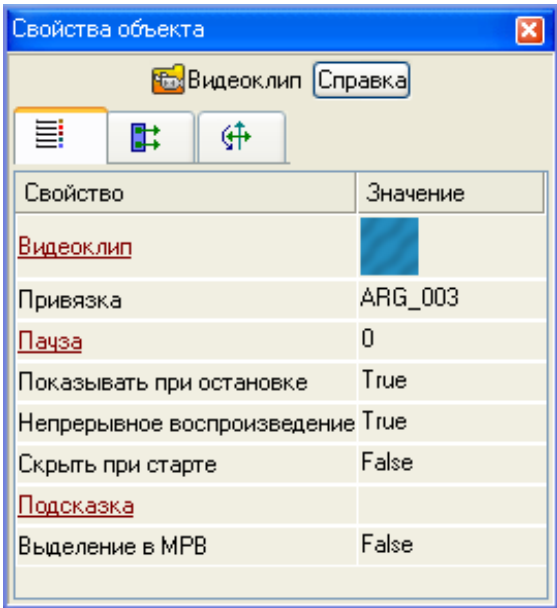 Свойства объекта
Видеоклип Справка
Свойство Значение
Видеоклип
Привязка ARG_003
Пауза 0
Показывать при остановке True
Непрерывное воспроизведение True
Скрыть при старте False
Подсказка
Выделение в МРВ False